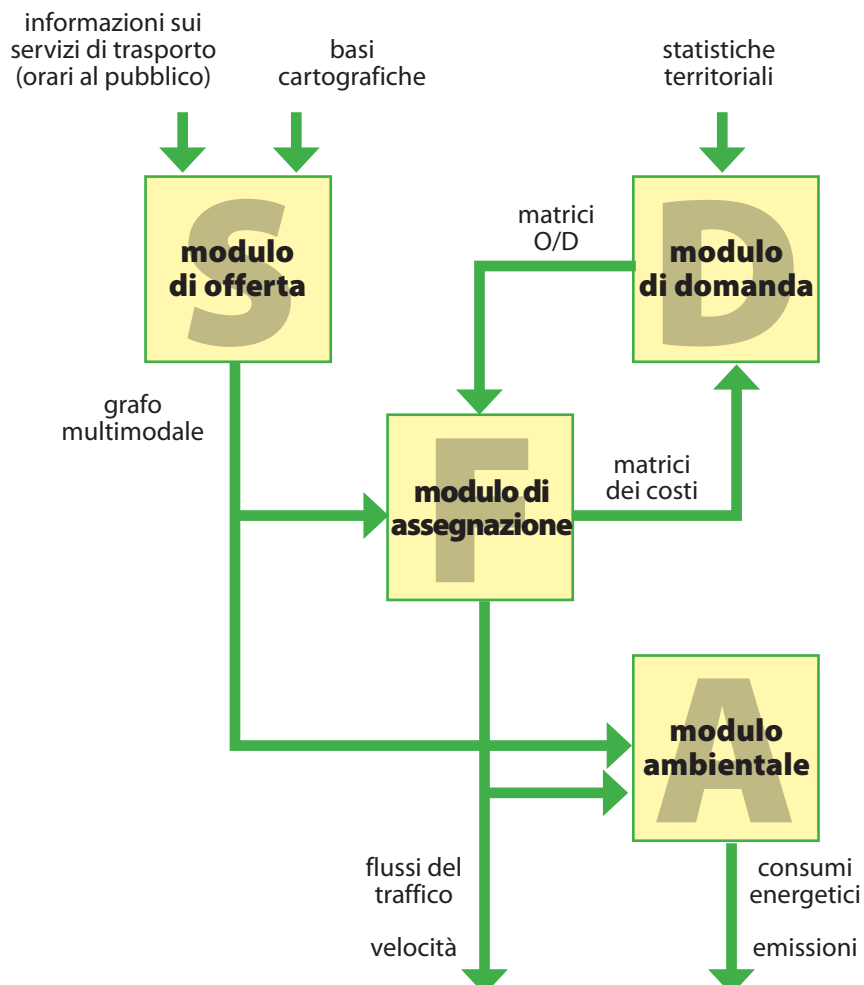 informazioni sui
servizi di trasporto
(orari al pubblico)
basi
cartografiche
statistiche
territoriali
S
modulo
di offerta
matrici
O/D
D
modulo
di domanda
grafo
multimodale
F
modulo di
assegnazione
matrici
dei costi
A
modulo
ambientale
flussi del
traffico
velocità
consumi
energetici
emissioni